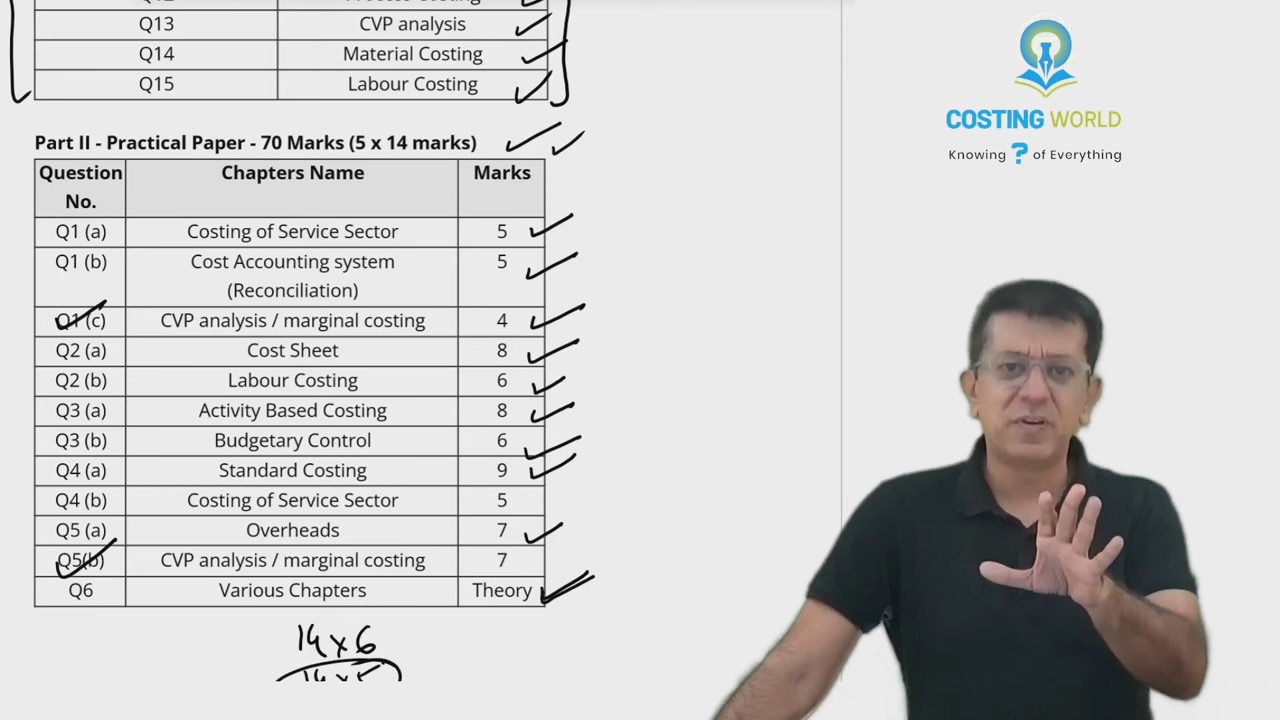 Q13 CVP analysis
Q14 Material Costing
Q15 Labour Costing
Part II - Practical Paper - 70 Marks (5 x 14 marks)
Question No. Chapters Name Marks
Q1 (a) Costing of Service Sector 5
Q1 (b) Cost Accounting system (Reconciliation) 5
Q1 (c) CVP analysis / marginal costing 4
Q2 (a) Cost Sheet 8
Q2 (b) Labour Costing 6
Q3 (a) Activity Based Costing 8
Q3 (b) Budgetary Control 6
Q4 (a) Standard Costing 9
Q4 (b) Costing of Service Sector 5
Q5 (a) Overheads 7
Q5(b) CVP analysis / marginal costing 7
Q6 Various Chapters Theory
14 x 6
COSTING WORLD
Knowing ? of Everything